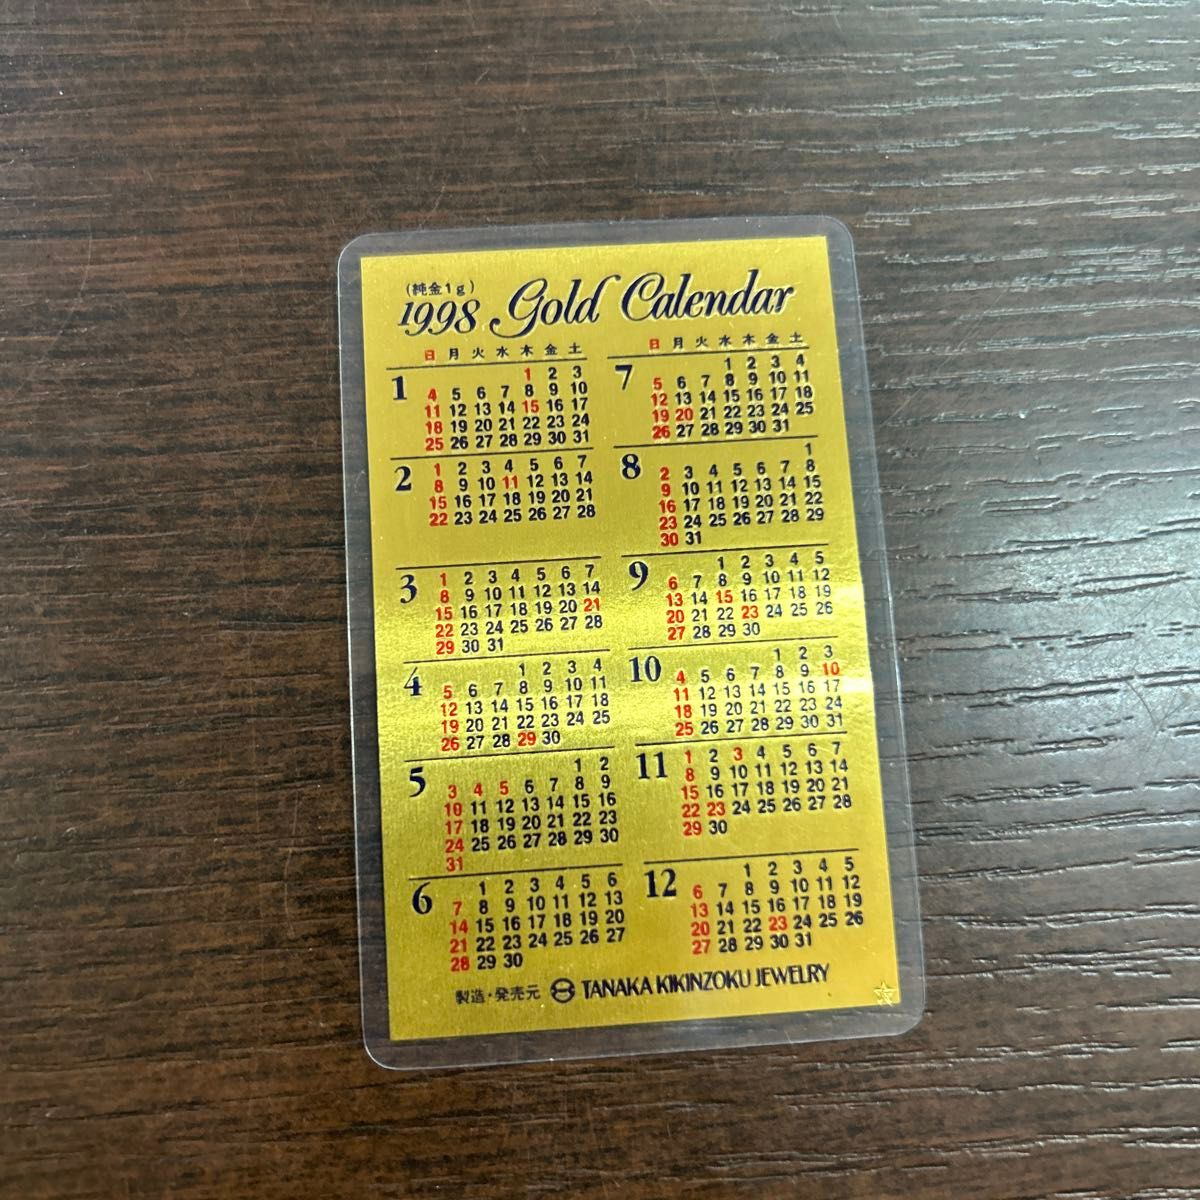 (純金1g)
1998 Gold Calendar
日 月 火 水 木 金 土
1
1 2 3
4 5 6 7 8 9 10
11 12 13 14 15 16 17
18 19 20 21 22 23 24
25 26 27 28 29 30 31
2
1 2 3 4 5 6 7
8 9 10 11 12 13 14
15 16 17 18 19 20 21
22 23 24 25 26 27 28
3
1 2 3 4 5 6 7
8 9 10 11 12 13 14
15 16 17 18 19 20 21
22 23 24 25 26 27 28
29 30 31
4
1 2 3 4
5 6 7 8 9 10 11
12 13 14 15 16 17 18
19 20 21 22 23 24 25
26 27 28 29 30
5
1 2
3 4 5 6 7 8 9
10 11 12 13 14 15 16
17 18 19 20 21 22 23
24 25 26 27 28 29 30
31
6
1 2 3 4 5 6
7 8 9 10 11 12 13
14 15 16 17 18 19 20
21 22 23 24 25 26 27
28 29 30
日 月 火 水 木 金 土
7
1 2 3 4
5 6 7 8 9 10 11
12 13 14 15 16 17 18
19 20 21 22 23 24 25
26 27 28 29 30 31
8
1
2 3 4 5 6 7 8
9 10 11 12 13 14 15
16 17 18 19 20 21 22
23 24 25 26 27 28 29
30 31
9
1 2 3 4 5
6 7 8 9 10 11 12
13 14 15 16 17 18 19
20 21 22 23 24 25 26
27 28 29 30
10
1 2 3
4 5 6 7 8 9 10
11 12 13 14 15 16 17
18 19 20 21 22 23 24
25 26 27 28 29 30 31
11
1 2 3 4 5 6 7
8 9 10 11 12 13 14
15 16 17 18 19 20 21
22 23 24 25 26 27 28
29 30
12
1 2 3 4 5
6 7 8 9 10 11 12
13 14 15 16 17 18 19
20 21 22 23 24 25 26
27 28 29 30 31
製造・発売元 TANAKA KIKINZOKU JEWELRY